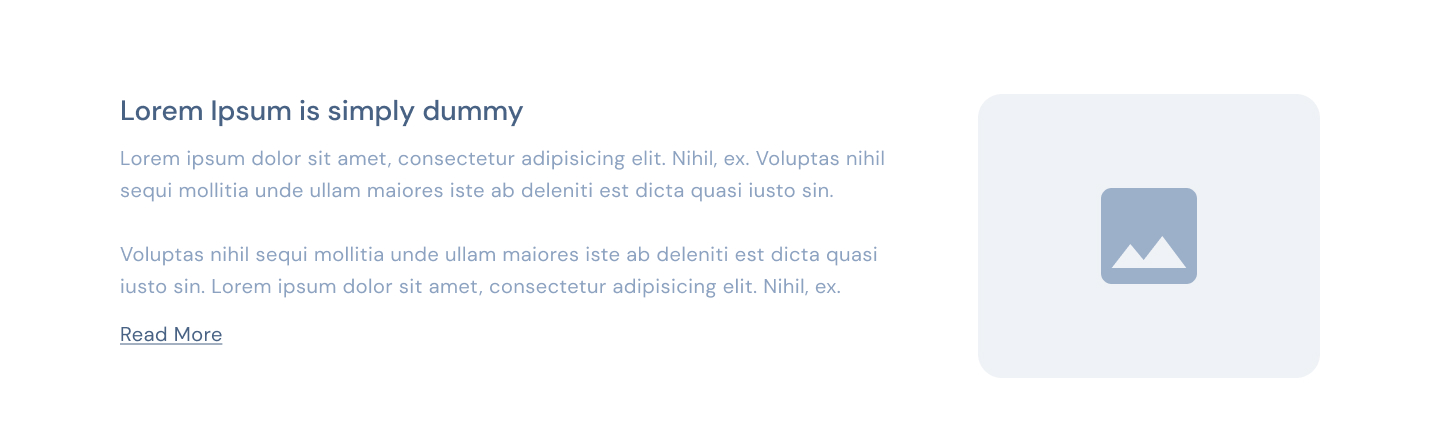 Lorem Ipsum is simply dummy
Lorem ipsum dolor sit amet, consectetur adipisicing elit. Nihil, ex. Voluptas nihil
sequi mollitia unde ullam maiores iste ab deleniti est dicta quasi iusto sin.
Voluptas nihil sequi mollitia unde ullam maiores iste ab deleniti est dicta quasi
iusto sin. Lorem ipsum dolor sit amet, consectetur adipisicing elit. Nihil, ex.
Read More